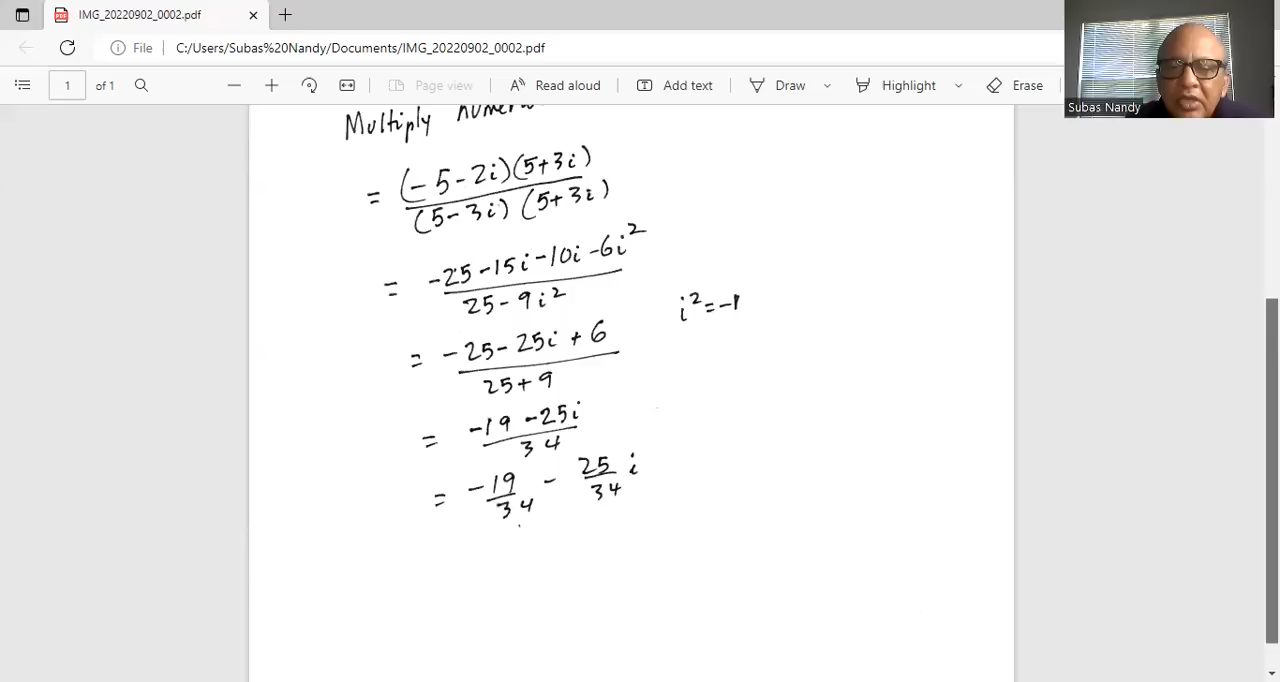 IMG_20220902_0002.pdf
File C:/Users/Subas%20Nandy/Documents/IMG_20220902_0002.pdf
1 of 1 Page view Read aloud Add text Draw Highlight Erase
Subas Nandy
Multiply
= (-5-2i)(5+3i) / (5-3i)(5+3i)
= -25-15i-10i-6i² / 25-9i²
i²=-1
= -25-25i+6 / 25+9
= -19-25i / 34
= -19/34 - 25/34 i